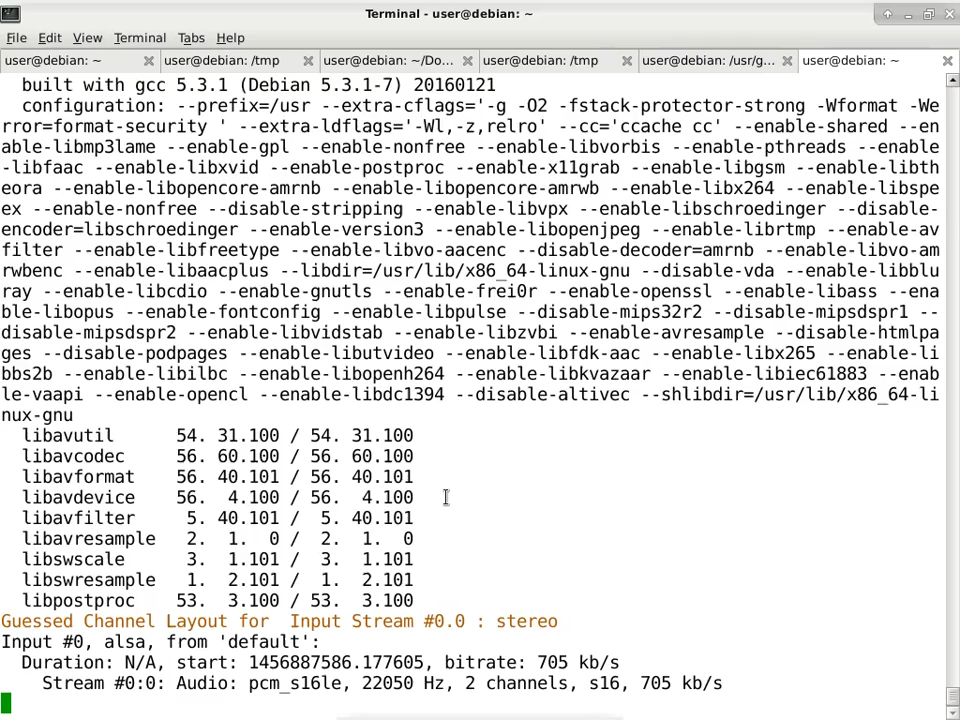 Terminal - user@debian: ~
File Edit View Terminal Tabs Help
user@debian: ~ user@debian: /tmp user@debian: ~/Do... user@debian: /tmp user@debian: /usr/g... user@debian: ~
  built with gcc 5.3.1 (Debian 5.3.1-7) 20160121
  configuration: --prefix=/usr --extra-cflags='-g -O2 -fstack-protector-strong -Wformat -We
rror=format-security ' --extra-ldflags='-Wl,-z,relro' --cc='ccache cc' --enable-shared --en
able-libmp3lame --enable-gpl --enable-nonfree --enable-libvorbis --enable-pthreads --enable
-libfaac --enable-libxvid --enable-postproc --enable-x11grab --enable-libgsm --enable-libth
eora --enable-libopencore-amrnb --enable-libopencore-amrwb --enable-libx264 --enable-libspe
ex --enable-nonfree --disable-stripping --enable-libvpx --enable-libschroedinger --disable-
encoder=libschroedinger --enable-version3 --enable-libopenjpeg --enable-librtmp --enable-av
filter --enable-libfreetype --enable-libvo-aacenc --disable-decoder=amrnb --enable-libvo-am
rwbenc --enable-libaacplus --libdir=/usr/lib/x86_64-linux-gnu --disable-vda --enable-libblu
ray --enable-libcdio --enable-gnutls --enable-frei0r --enable-openssl --enable-libass --ena
ble-libopus --enable-fontconfig --enable-libpulse --disable-mips32r2 --disable-mipsdspr1 --
disable-mipsdspr2 --enable-libvidstab --enable-libzvbi --enable-avresample --disable-htmlpa
ges --disable-podpages --enable-libutvideo --enable-libfdk-aac --enable-libx265 --enable-li
bbs2b --enable-libilbc --enable-libopenh264 --enable-libkvazaar --enable-libiec61883 --enab
le-vaapi --enable-opencl --enable-libdc1394 --disable-altivec --shlibdir=/usr/lib/x86_64-li
nux-gnu
  libavutil      54. 31.100 / 54. 31.100
  libavcodec     56. 60.100 / 56. 60.100
  libavformat    56. 40.101 / 56. 40.101
  libavdevice    56.  4.100 / 56.  4.100
  libavfilter     5. 40.101 /  5. 40.101
  libavresample   2.  1.  0 /  2.  1.  0
  libswscale      3.  1.101 /  3.  1.101
  libswresample   1.  2.101 /  1.  2.101
  libpostproc    53.  3.100 / 53.  3.100
Guessed Channel Layout for  Input Stream #0.0 : stereo
Input #0, alsa, from 'default':
  Duration: N/A, start: 1456887586.177605, bitrate: 705 kb/s
    Stream #0:0: Audio: pcm_s16le, 22050 Hz, 2 channels, s16, 705 kb/s